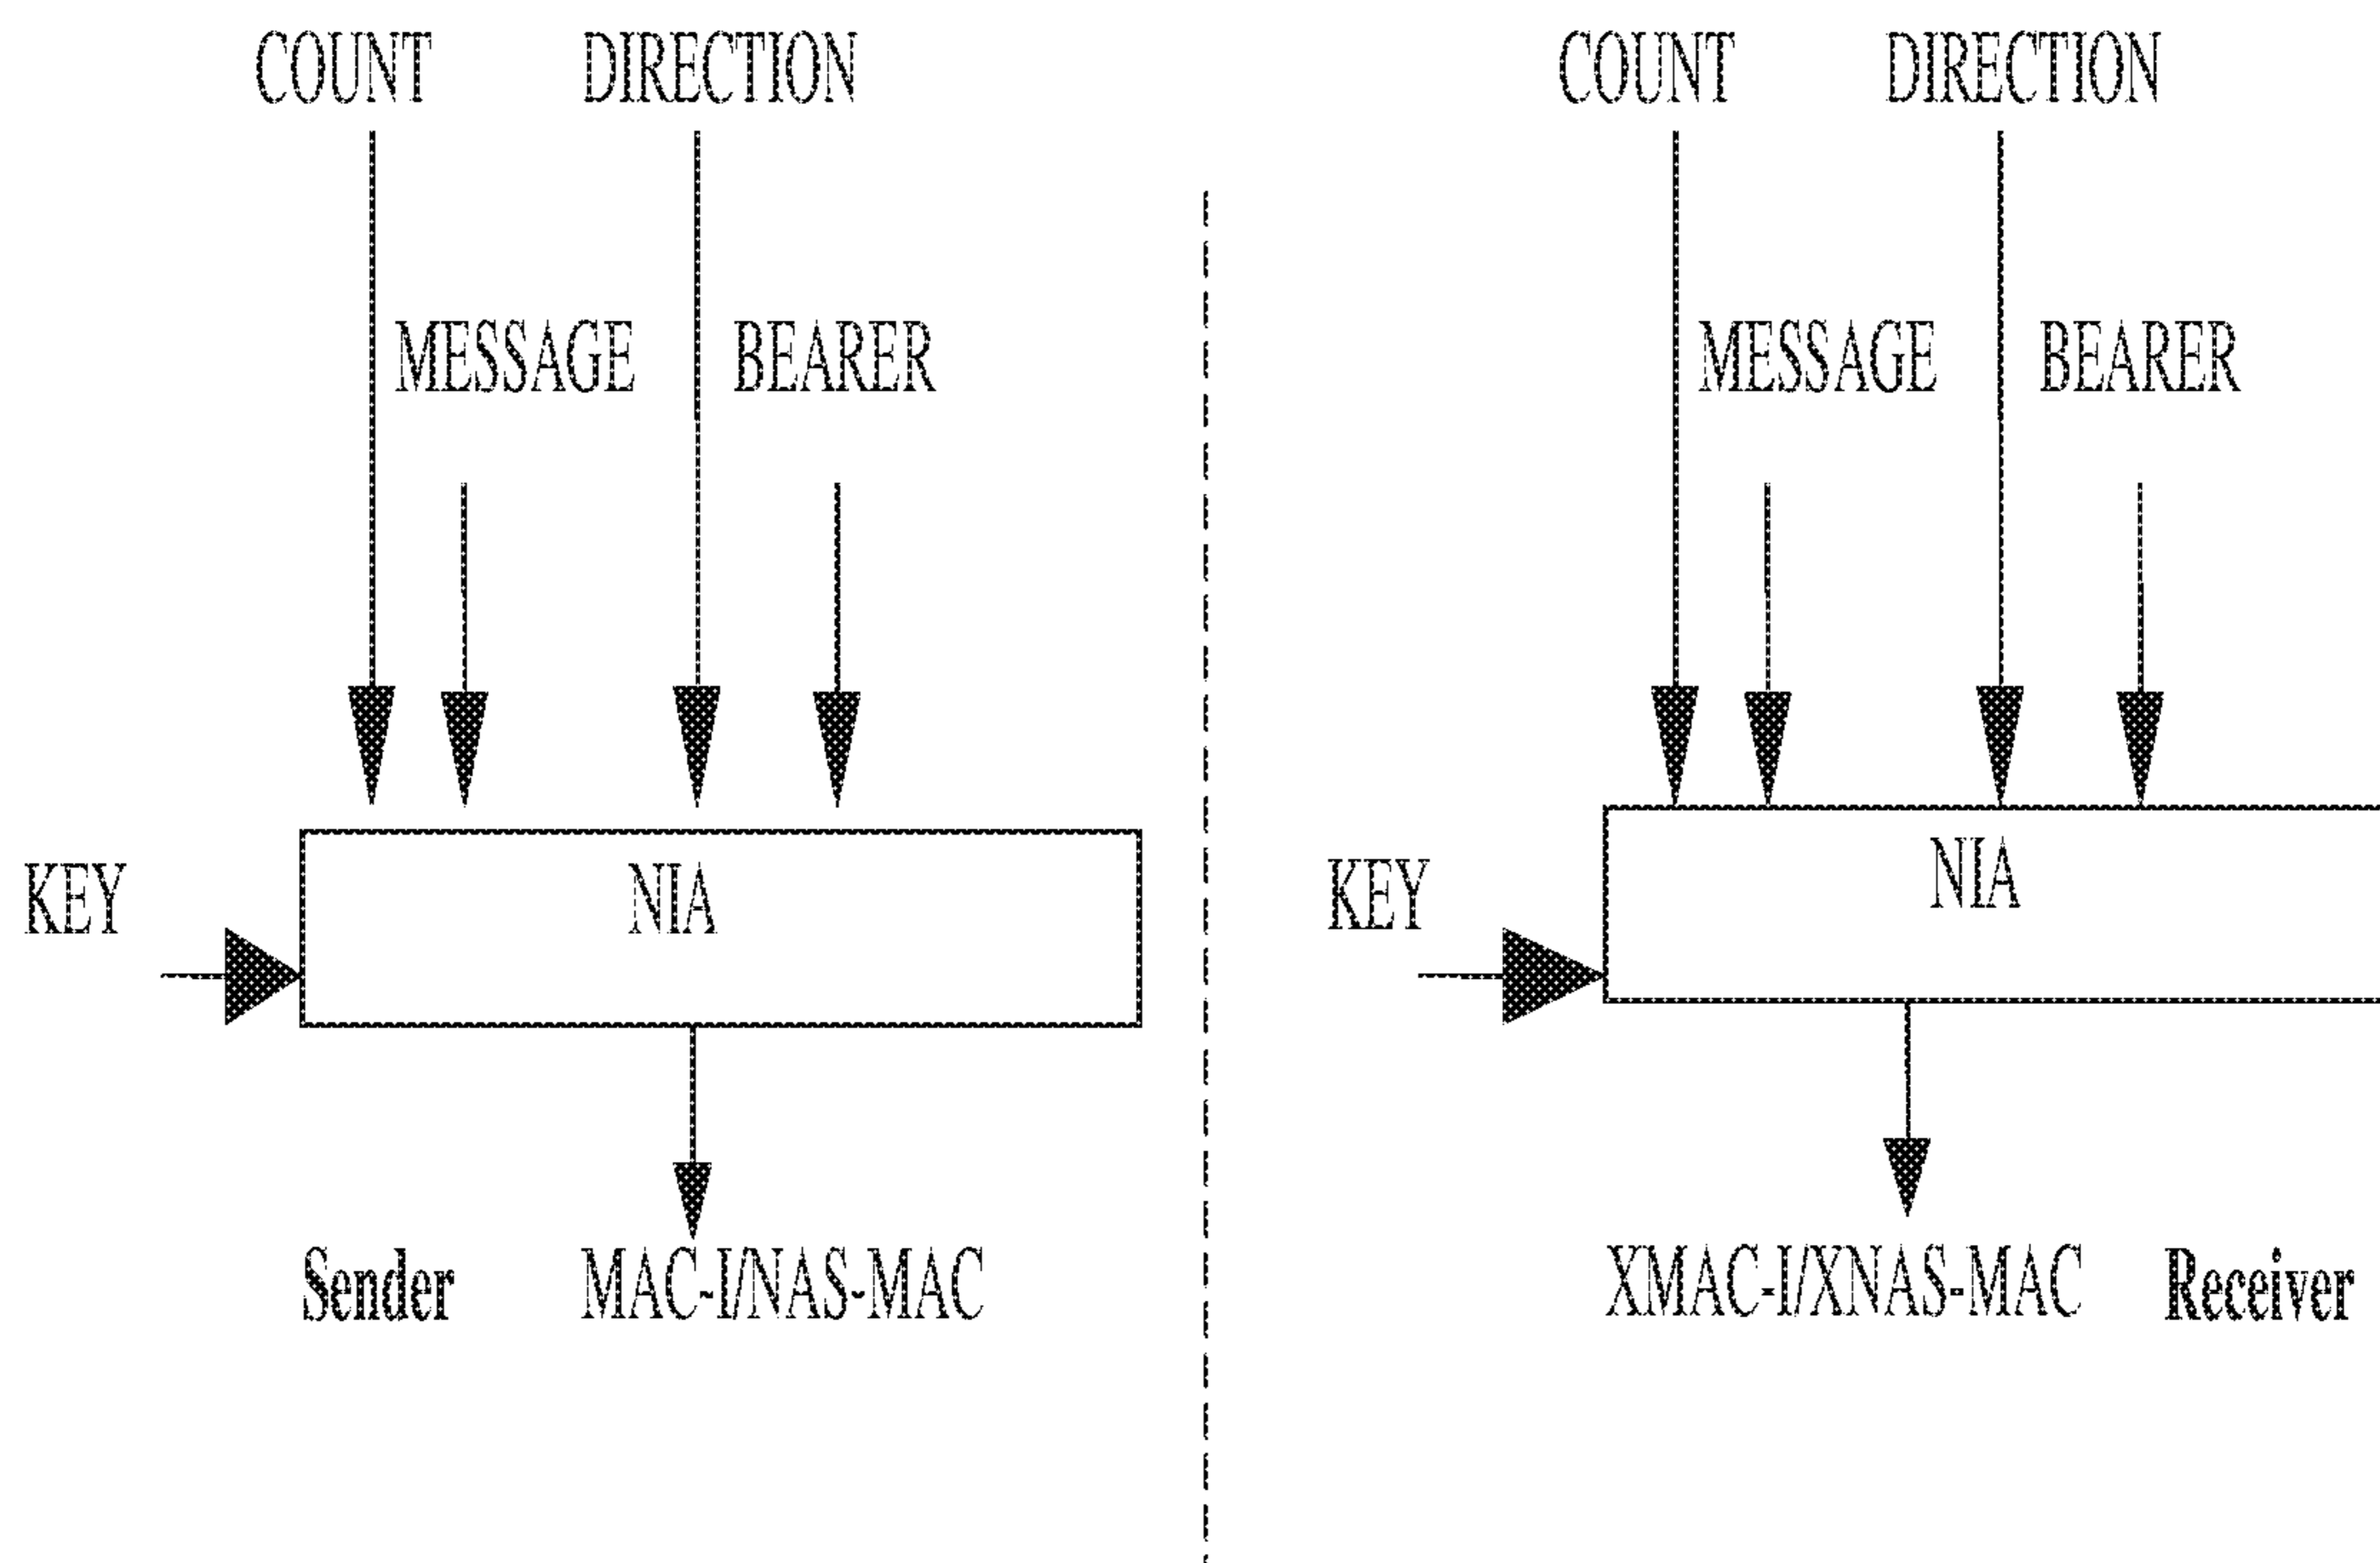 COUNT DIRECTION
MESSAGE BEARER
KEY NIA
Sender MAC-I/NAS-MAC
COUNT DIRECTION
MESSAGE BEARER
KEY NIA
XMAC-I/XNAS-MAC Receiver